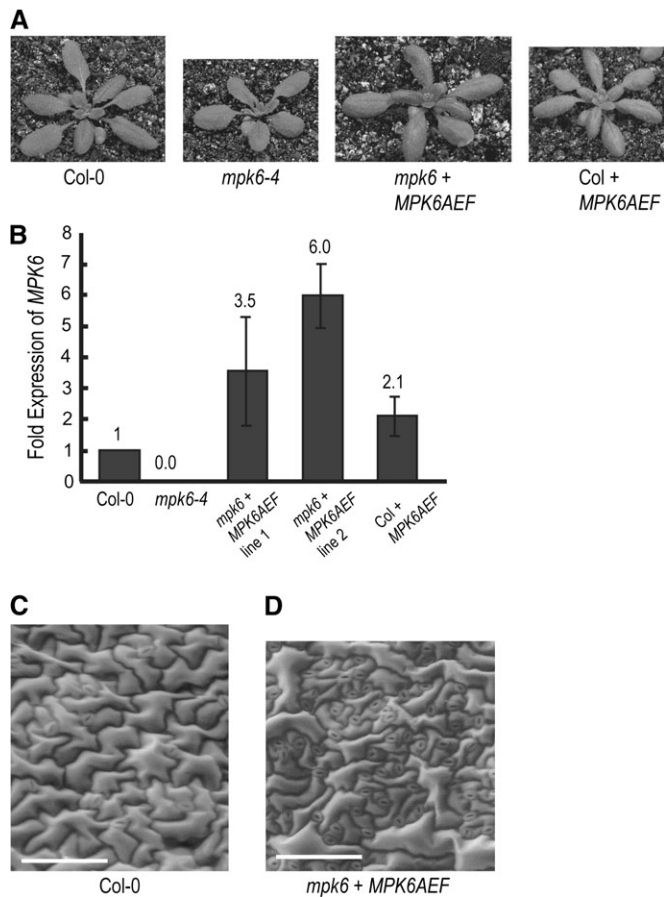 A
Col-0
mpk6-4
mpk6 +
MPK6AEF
Col +
MPK6AEF
B
Fold Expression of MPK6
8
7
6
5
4
3
2
1
0
1
0.0
3.5
6.0
2.1
Col-0
mpk6-4
mpk6 +
MPK6AEF
line 1
mpk6 +
MPK6AEF
line 2
Col +
MPK6AEF
C
D
Col-0
mpk6 + MPK6AEF